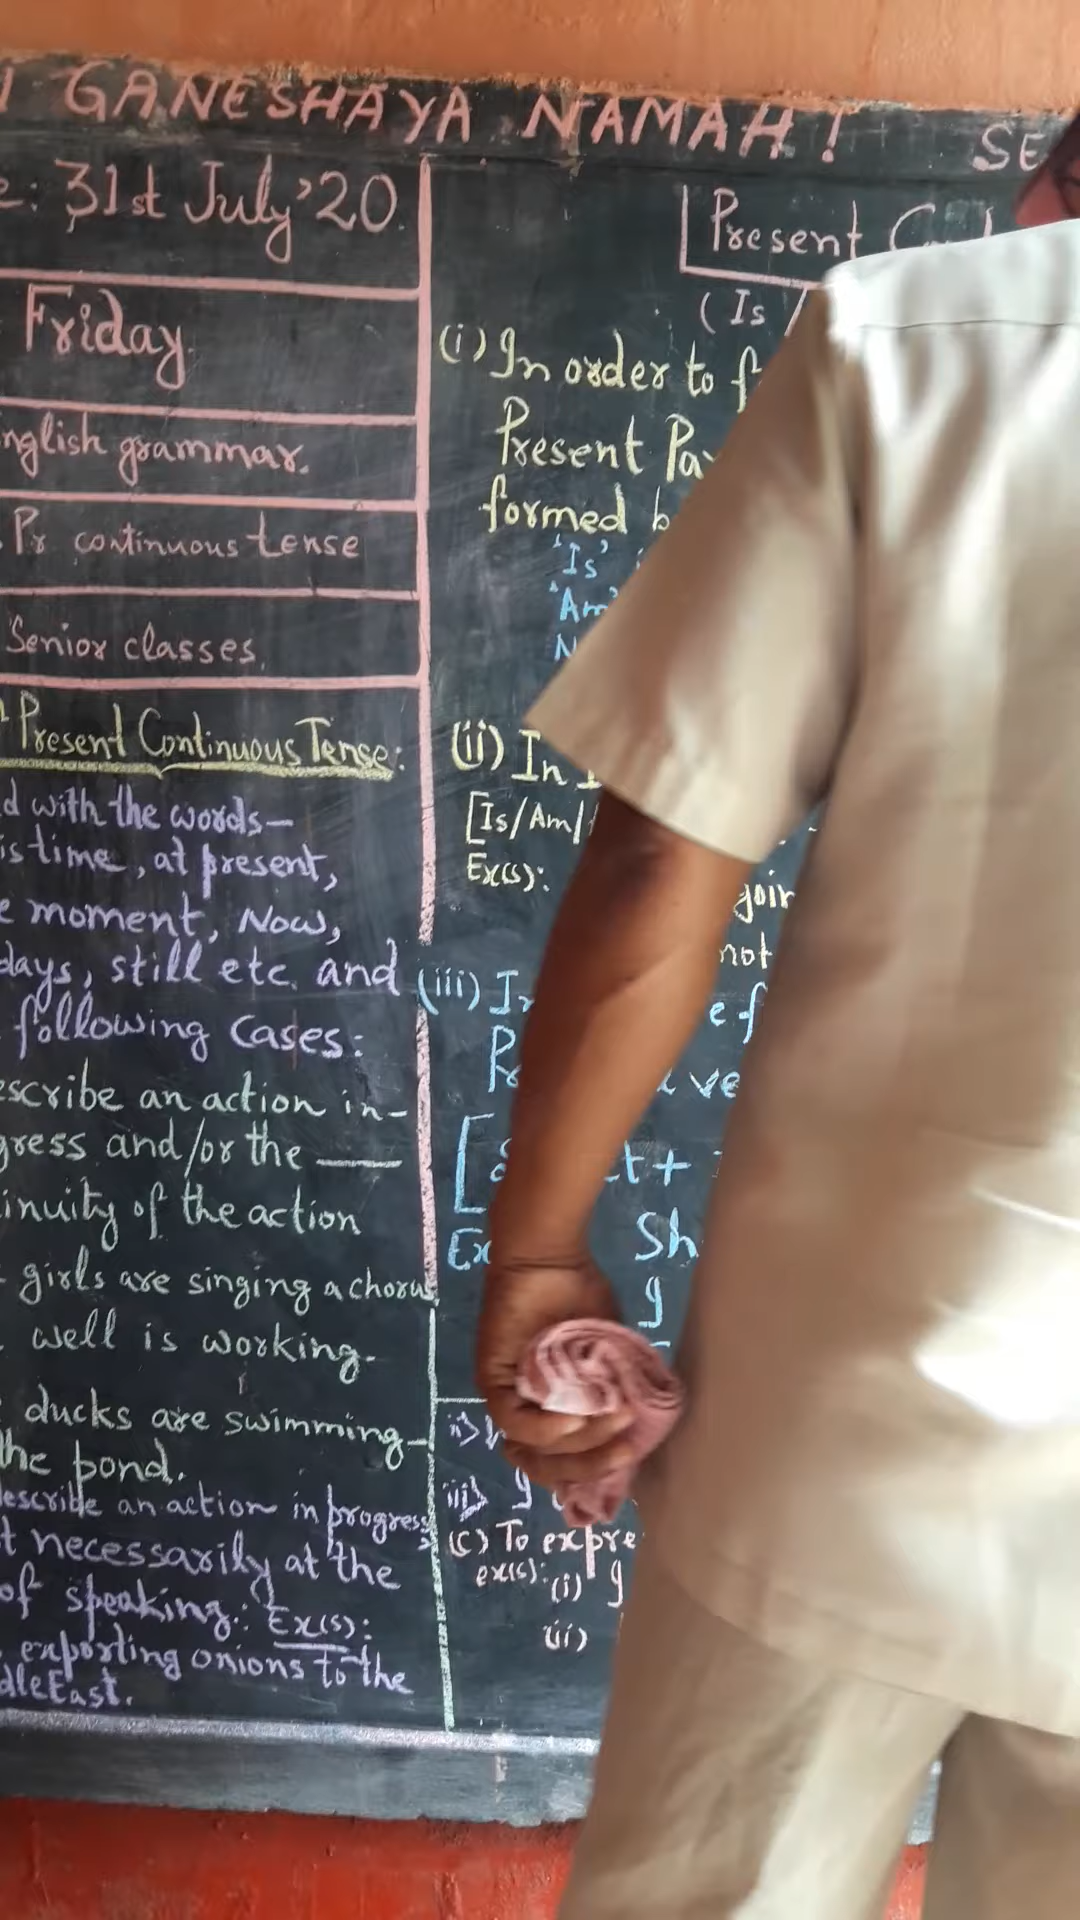 GANESHAYA NAMAH!
SE
31st July'20
Friday
nglish grammar.
Pr continuous tense
Senior classes.
Present Continuous Tense:
d with the words—
is time, at present,
e moment, Now,
days, still etc. and
following cases:
escribe an action in-
gress and/or the
inuity of the action
girls are singing a chorus
well is working.
ducks are swimming
the pond.
describe an action in progress
t necessarily at the
of speaking. Ex(s):
exporting onions to the
dleEast.
Present
(Is /
(i) In order to f
Present Pa
formed b
'Is'
'Am'
N
(ii) In
[Is/Am/
Ex(s):
goin
not
(iii) In
e f
ve
t +
Ex
Sh
I
ii>
iii> I
(c) To expre
ex(s): (i) I
iii)